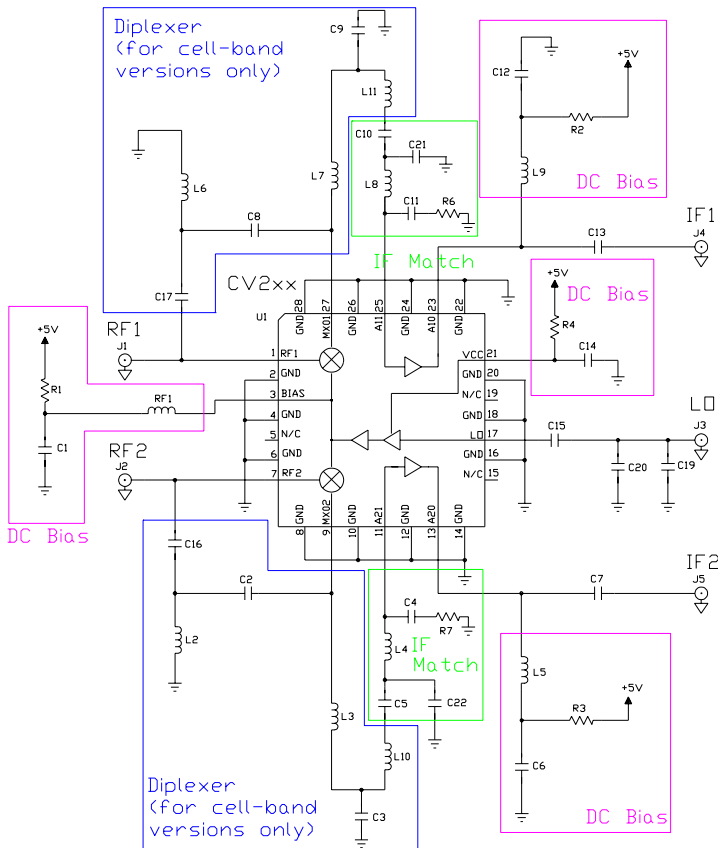 Diplexer
(for cell-band
versions only)
C9
L11
C10
C21
L8
C11
R6
IF Match
L7
L6
C8
C17
C12
+5V
R2
L9
DC Bias
IF1
C13
J4
CV2xx
U1
28
GND
27
MXO1
26
GND
25
A11
24
GND
23
A10
22
GND
+5V
DC Bias
R4
C14
RF1
J1
1
RF1
2
GND
3
BIAS
4
GND
5
N/C
6
GND
7
RF2
VCC
21
GND
20
N/C
19
GND
18
LO
17
GND
16
N/C
15
+5V
R1
RF1
C1
DC Bias
LO
J3
C15
C20
C19
RF2
J2
8
GND
9
MXO2
10
GND
11
A21
12
GND
13
A20
14
GND
C16
C2
L2
L3
C4
R7
L4
IF
Match
C5
C22
L10
C3
Diplexer
(for cell-band
versions only)
IF2
C7
J5
L5
+5V
R3
C6
DC Bias